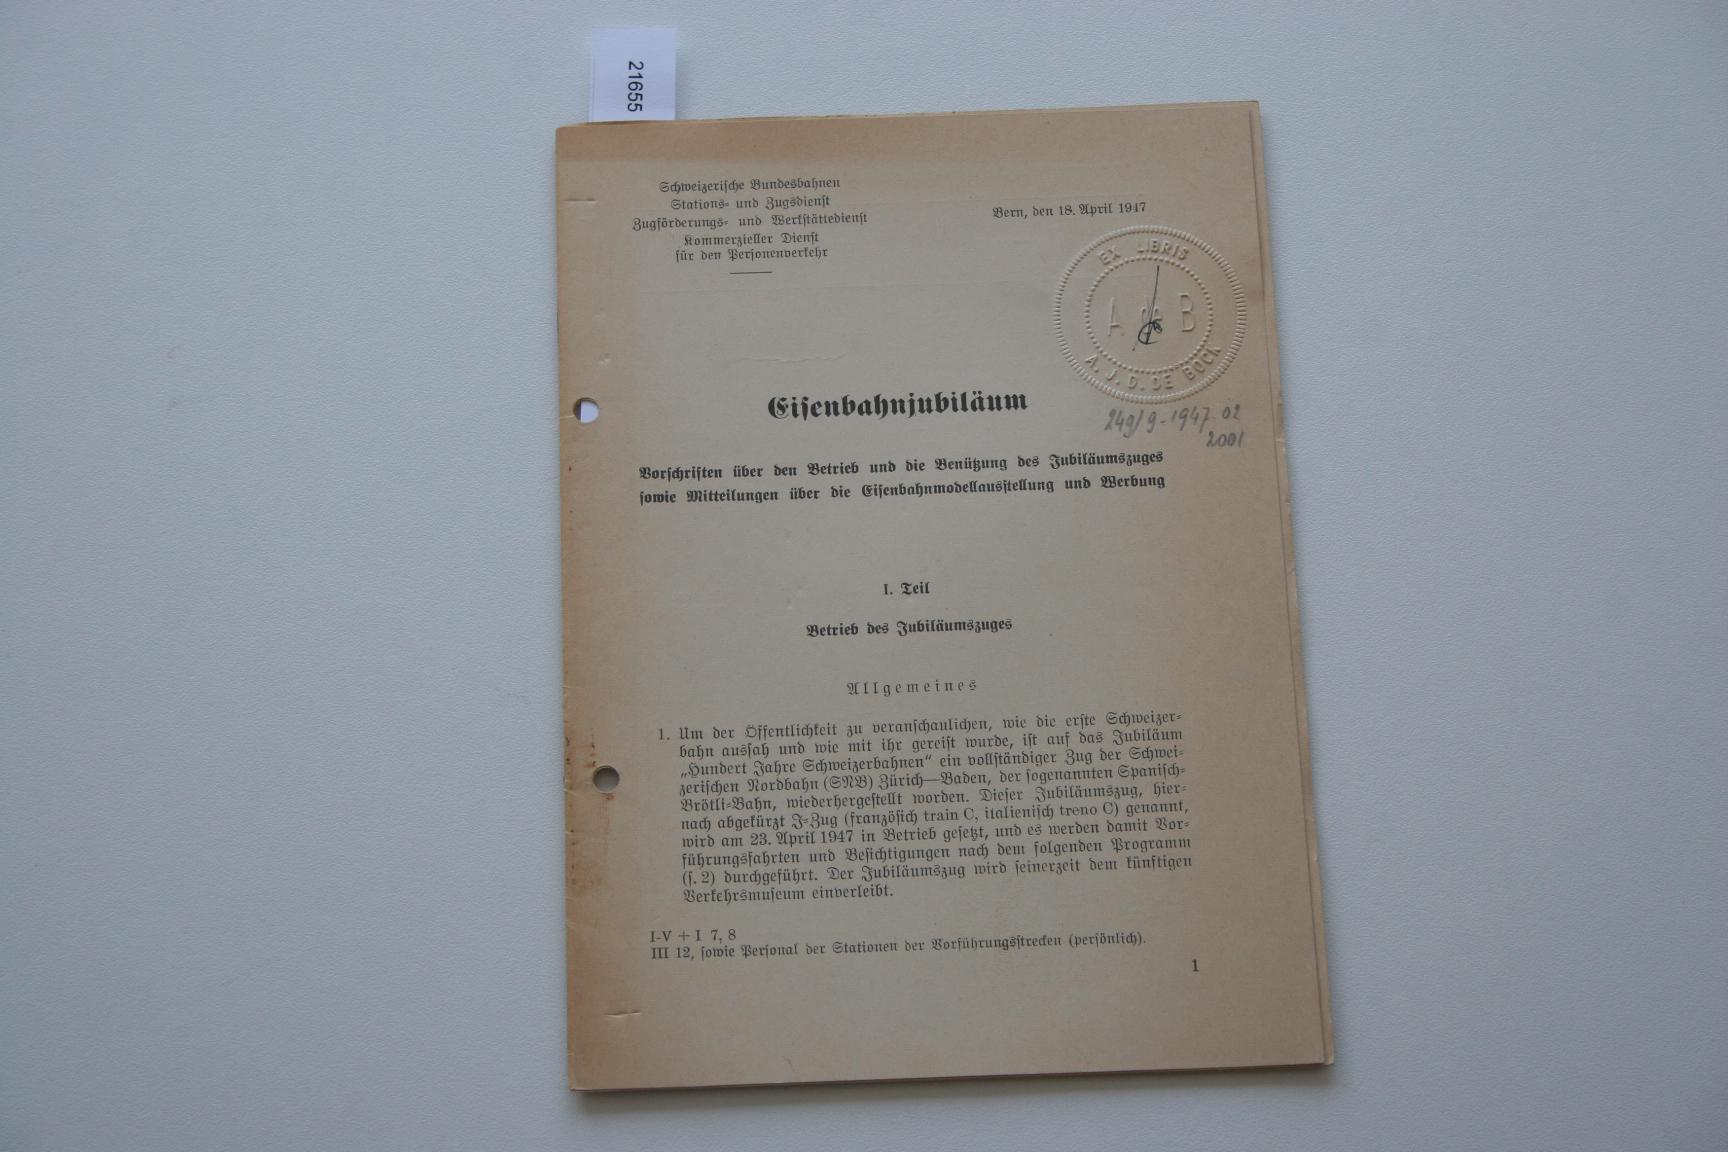 21655
Schweizerische Bundesbahnen
Stations- und Zugsdienst
Zugförderungs- und Werkstättedienst
Kommerzieller Dienst
für den Personenverkehr
Bern, den 18. April 1947
EX LIBRIS
A de B
A. J. D. DE BOCK
249/9-1947.02
2001
Eisenbahnjubiläum
Vorschriften über den Betrieb und die Benützung des Jubiläumszuges
sowie Mitteilungen über die Eisenbahnmodellausstellung und Werbung
I. Teil
Betrieb des Jubiläumszuges
Allgemeines
1. Um der Öffentlichkeit zu veranschaulichen, wie die erste Schweizer-
bahn aussah und wie mit ihr gereist wurde, ist auf das Jubiläum
„Hundert Jahre Schweizerbahnen“ ein vollständiger Zug der Schwei-
zerischen Nordbahn (SNB) Zürich—Baden, der sogenannten Spanisch-
Brötli-Bahn, wiederhergestellt worden. Dieser Jubiläumszug, hier-
nach abgekürzt J-Zug (französich train C, italienisch treno C) genannt,
wird am 23. April 1947 in Betrieb gesetzt, und es werden damit Vor-
führungsfahrten und Besichtigungen nach dem folgenden Programm
(s. 2) durchgeführt. Der Jubiläumszug wird seinerzeit dem künftigen
Verkehrsmuseum einverleibt.
I-V + I 7, 8
III 12, sowie Personal der Stationen der Vorführungsstrecken (persönlich).
1